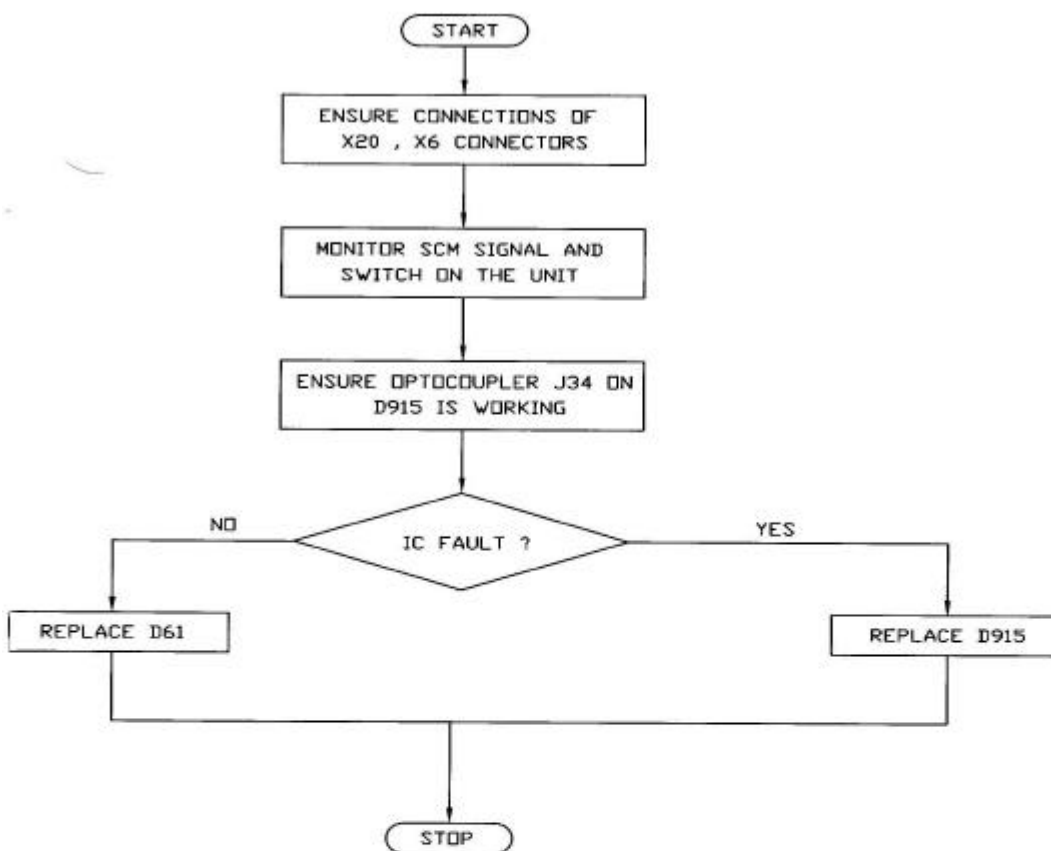 START
ENSURE CONNECTIONS OF
X20 , X6 CONNECTORS
MONITOR SCM SIGNAL AND
SWITCH ON THE UNIT
ENSURE OPTOCOUPLER J34 ON
D915 IS WORKING
IC FAULT ?
NO
YES
REPLACE D61
REPLACE D915
STOP